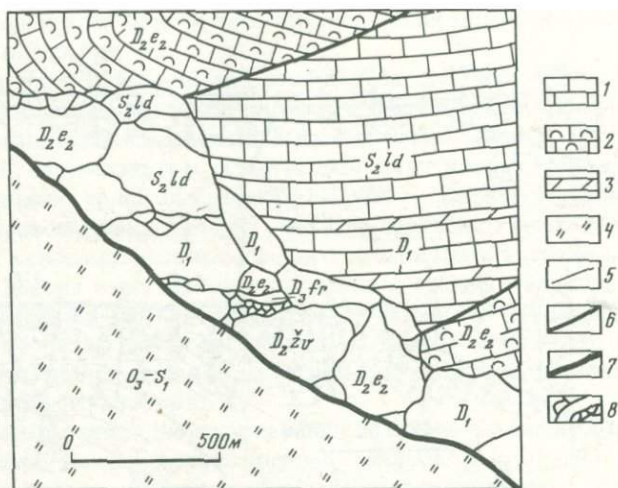 D₂e₂
S₂ld
D₂e₂
S₂ld
S₂ld
D₁
D₁
D₁
D₂e₂
D₃fr
D₂žv
D₂e₂
D₂e₂
D₁
O₃–S₁
0 500м
1
2
3
4
5
6
7
8